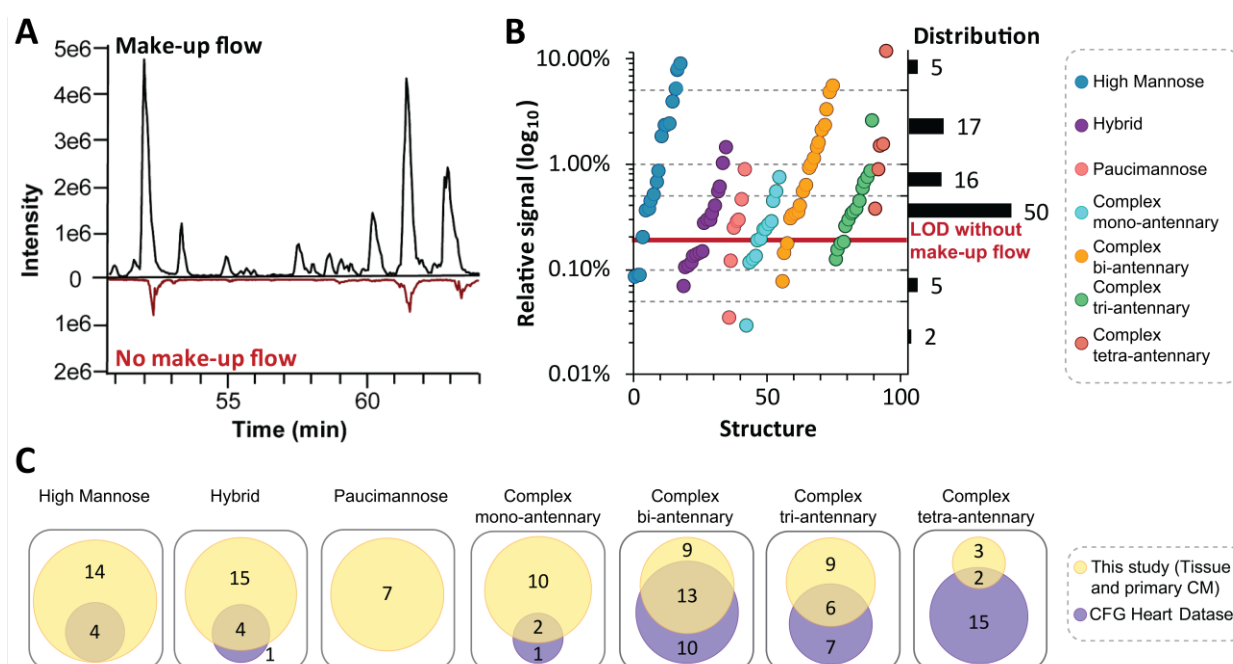 A
Make-up flow
5e6
4e6
3e6
2e6
1e6
0
1e6
2e6
Intensity
No make-up flow
55
60
Time (min)
B
Distribution
10.00%
1.00%
0.10%
0.01%
Relative signal (log10)
5
17
16
50
LOD without
make-up flow
5
2
0
50
100
Structure
High Mannose
Hybrid
Paucimannose
Complex
mono-antennary
Complex
bi-antennary
Complex
tri-antennary
Complex
tetra-antennary
C
High Mannose
14
4
Hybrid
15
4
1
Paucimannose
7
Complex
mono-antennary
10
2
1
Complex
bi-antennary
9
13
10
Complex
tri-antennary
9
6
7
Complex
tetra-antennary
3
2
15
This study (Tissue
and primary CM)
CFG Heart Datase